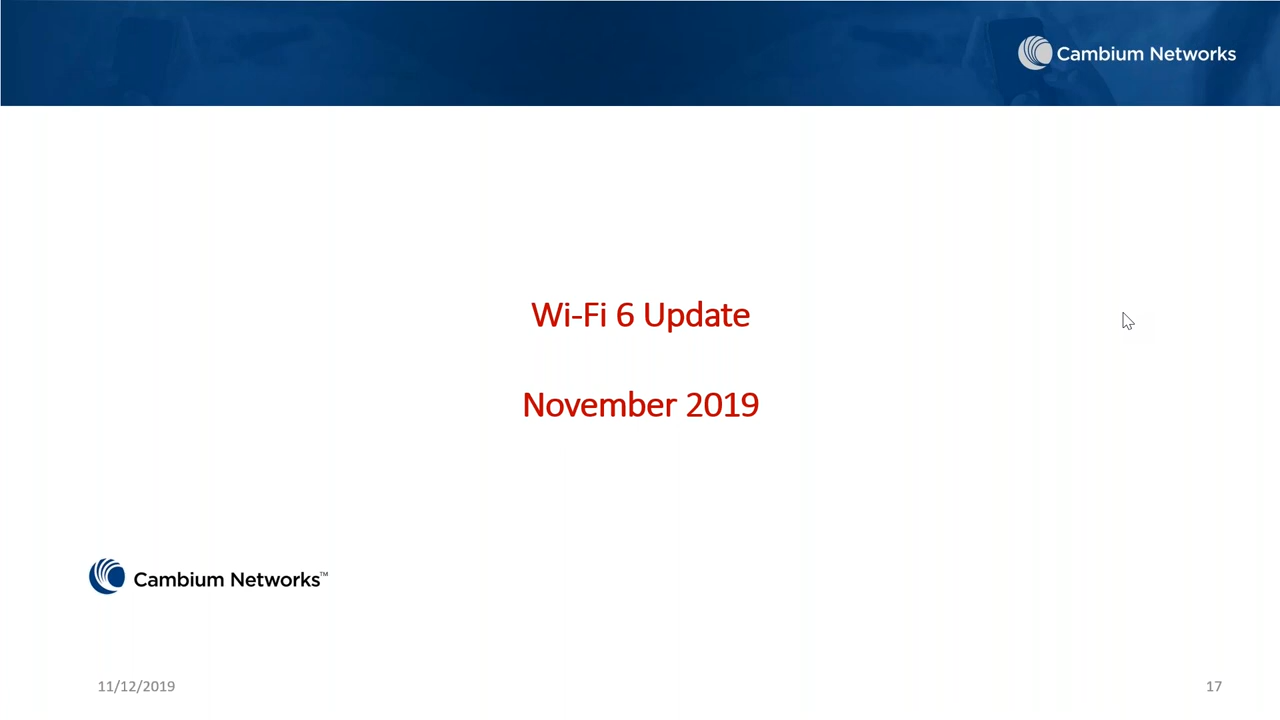 Cambium Networks
Wi-Fi 6 Update
November 2019
Cambium Networks™
11/12/2019
17